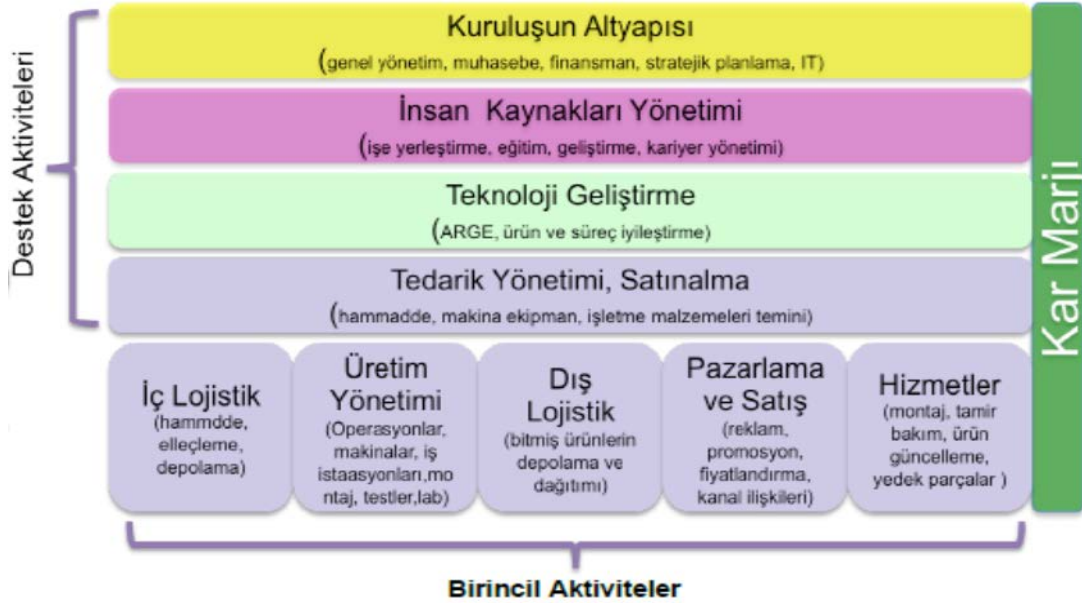 Destek Aktiviteleri
Kuruluşun Altyapısı
(genel yönetim, muhasebe, finansman, stratejik planlama, IT)
İnsan Kaynakları Yönetimi
(işe yerleştirme, eğitim, geliştirme, kariyer yönetimi)
Teknoloji Geliştirme
(ARGE, ürün ve süreç iyileştirme)
Tedarik Yönetimi, Satınalma
(hammadde, makina ekipman, işletme malzemeleri temini)
İç Lojistik
(hammdde,
elleçleme,
depolama)
Üretim
Yönetimi
(Operasyonlar,
makinalar, iş
istaasyonları,mo
ntaj, testler,lab)
Dış
Lojistik
(bitmiş ürünlerin
depolama ve
dağıtımı)
Pazarlama
ve Satış
(reklam,
promosyon,
fiyatlandırma,
kanal ilişkileri)
Hizmetler
(montaj, tamir
bakım, ürün
güncelleme,
yedek parçalar )
Kar Marjı
Birincil Aktiviteler